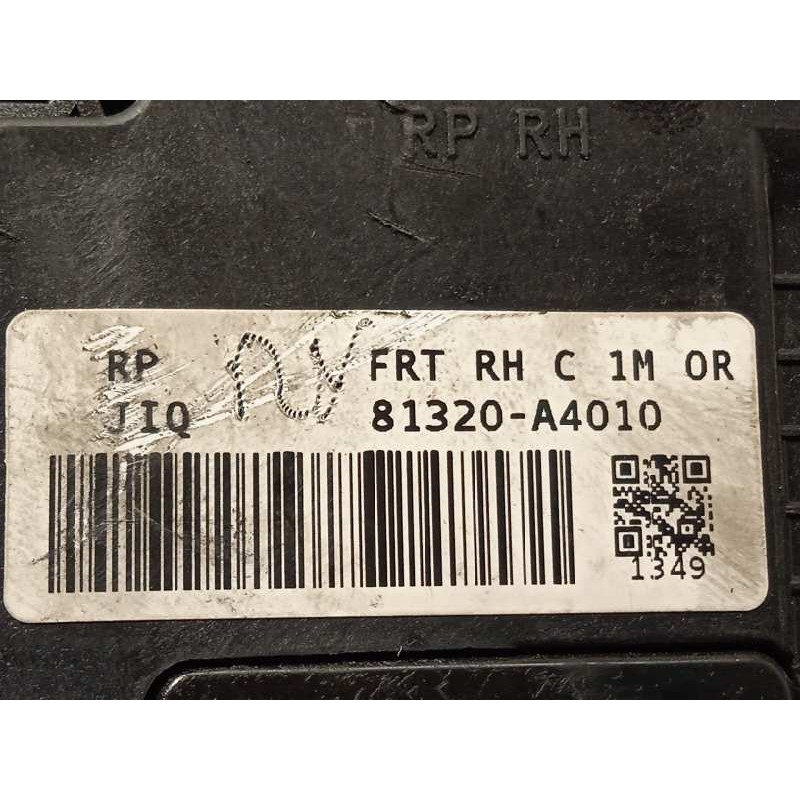 RP RH
RP FRT RH C 1M OR
JIQ 81320-A4010
1349